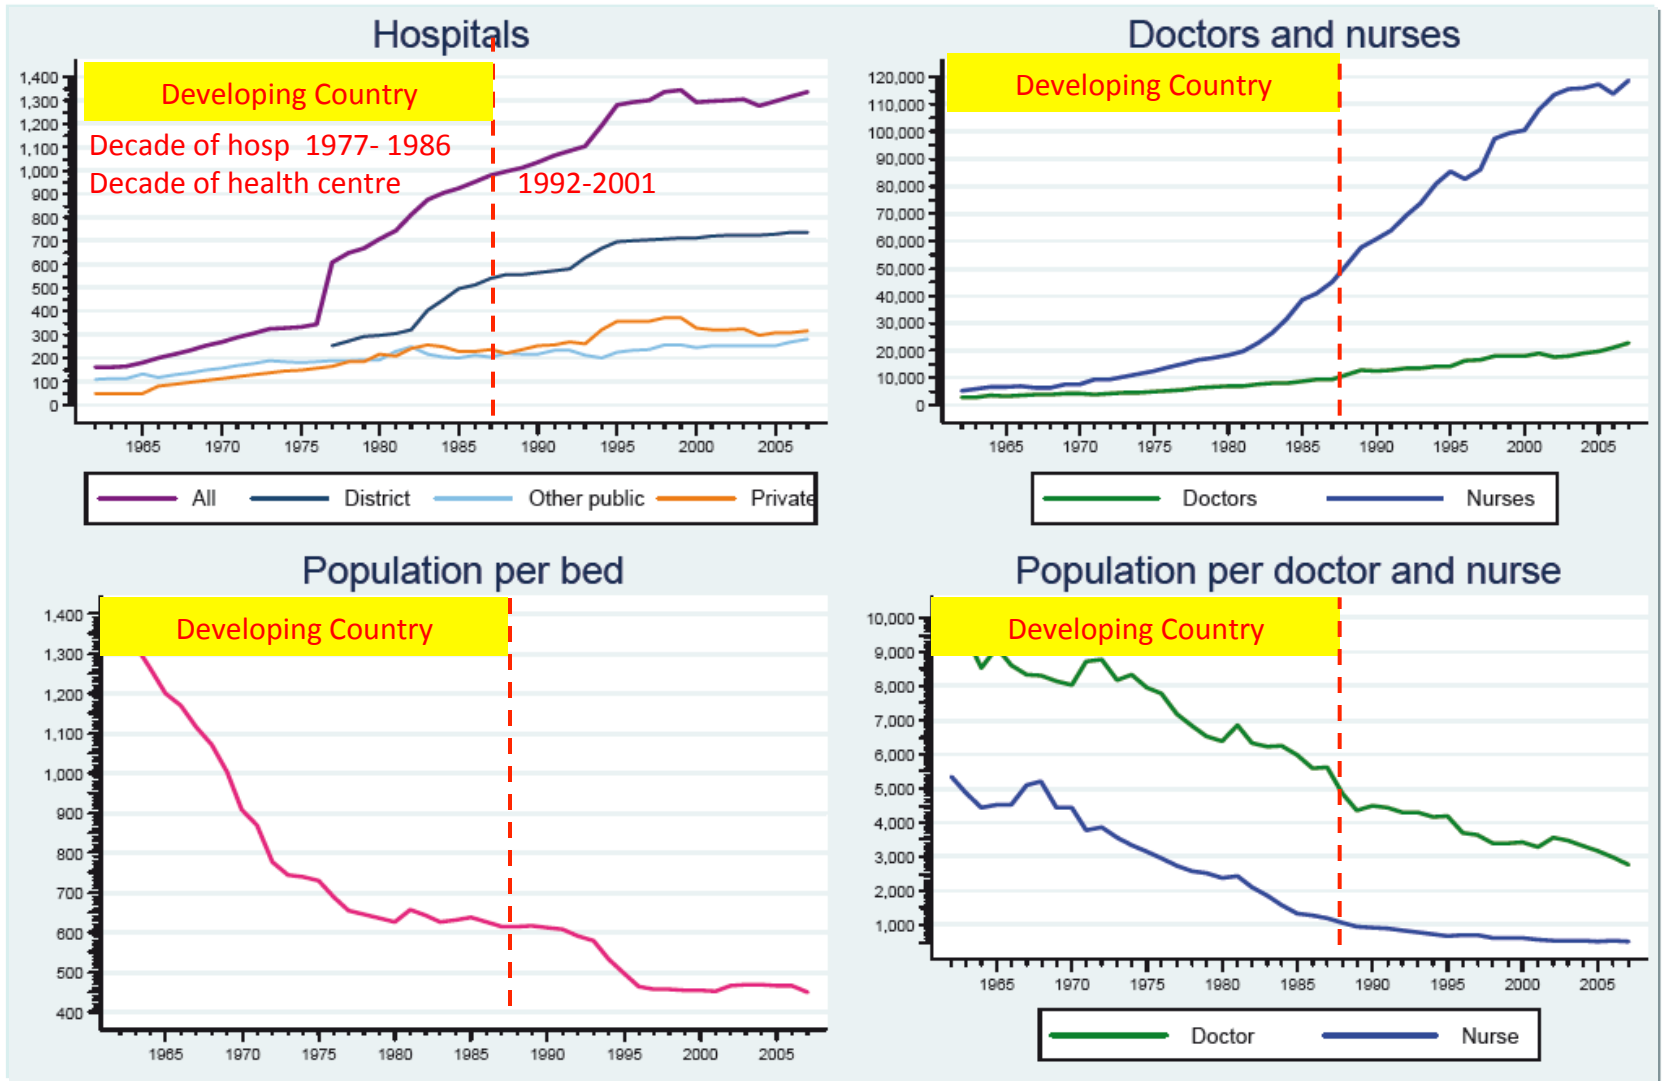 Hospitals
1,400
1,300
1,200
1,100
1,000
900
800
700
600
500
400
300
200
100
0
Developing Country
Decade of hosp 1977- 1986
Decade of health centre 1992-2001
1965 1970 1975 1980 1985 1990 1995 2000 2005
All District Other public Private
Doctors and nurses
120,000
110,000
100,000
90,000
80,000
70,000
60,000
50,000
40,000
30,000
20,000
10,000
0
Developing Country
1965 1970 1975 1980 1985 1990 1995 2000 2005
Doctors Nurses
Population per bed
1,400
1,300
1,200
1,100
1,000
900
800
700
600
500
400
Developing Country
1965 1970 1975 1980 1985 1990 1995 2000 2005
Population per doctor and nurse
10,000
9,000
8,000
7,000
6,000
5,000
4,000
3,000
2,000
1,000
Developing Country
1965 1970 1975 1980 1985 1990 1995 2000 2005
Doctor Nurse